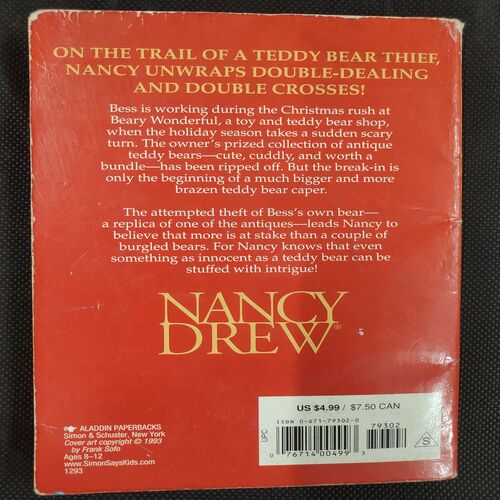 ON THE TRAIL OF A TEDDY BEAR THIEF,
NANCY UNWRAPS DOUBLE-DEALING
AND DOUBLE CROSSES!
Bess is working during the Christmas rush at
Beary Wonderful, a toy and teddy bear shop,
when the holiday season takes a sudden scary
turn. The owner's prized collection of antique
teddy bears—cute, cuddly, and worth a
bundle—has been ripped off. But the break-in is
only the beginning of a much bigger and more
brazen teddy bear caper.
The attempted theft of Bess's own bear—
a replica of one of the antiques—leads Nancy to
believe that more is at stake than a couple of
burgled bears. For Nancy knows that even
something as innocent as a teddy bear can be
stuffed with intrigue!
NANCY
DREW®
ALADDIN PAPERBACKS
Simon & Schuster, New York
Cover art copyright © 1993
by Frank Sofo
Ages 8–12
www.SimonSaysKids.com
1293
US $4.99 / $7.50 CAN
ISBN 0-671-79302-0
79302
UPC
0 76714 00499 3
S